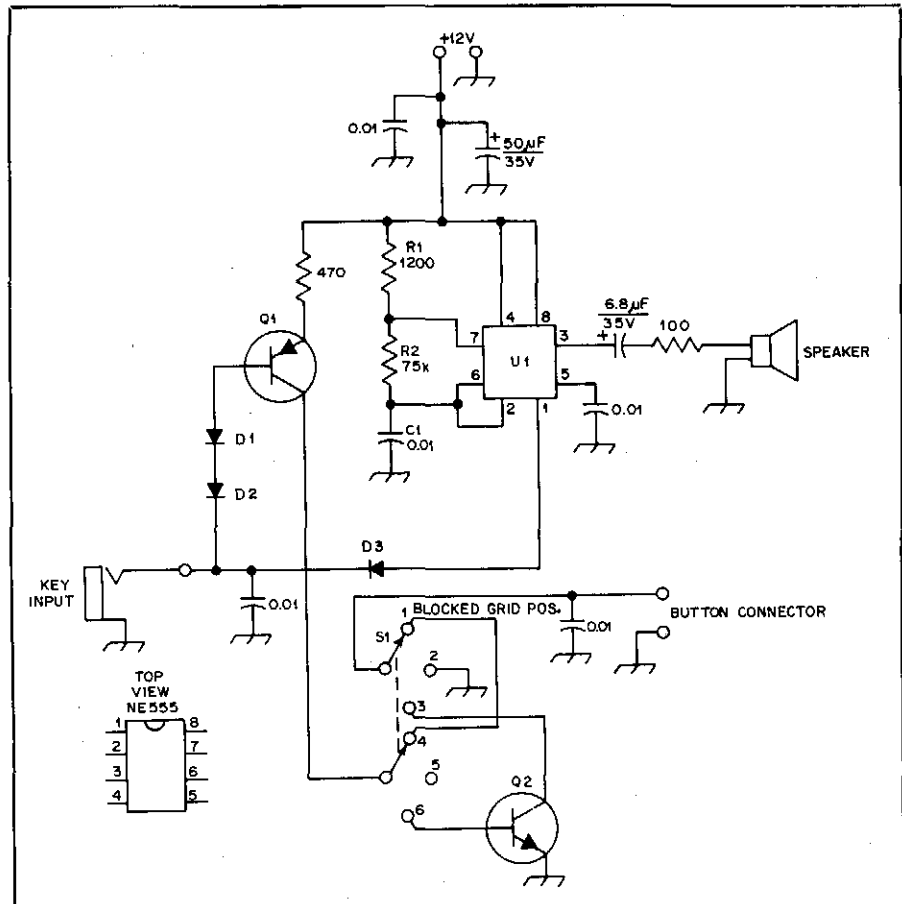 +12V
0.01
+
50µF
35V
470
R1
1200
Q1
R2
75k
C1
0.01
7
4
8
6
U1
3
5
2
1
6.8µF
35V
+
100
SPEAKER
0.01
D1
D2
D3
KEY
INPUT
0.01
BLOCKED GRID POS.
S1
1
2
3
4
5
6
0.01
BUTTON CONNECTOR
Q2
TOP
VIEW
NE555
1 8
2 7
3 6
4 5